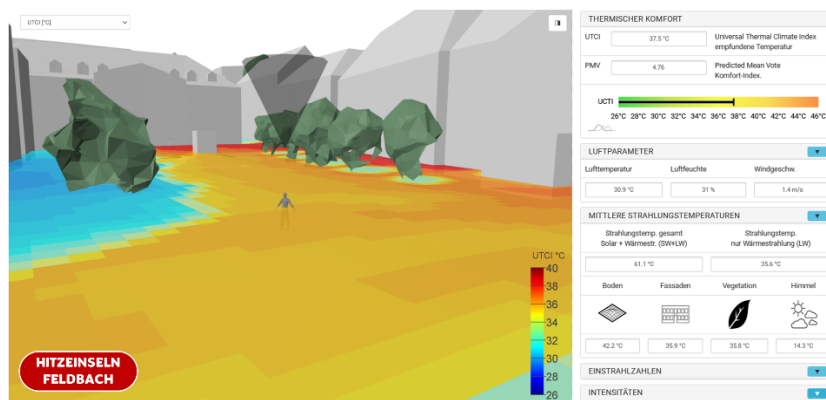 UTCI [°C]
UTCI °C
40
38
36
34
32
30
28
26
HITZEINSELN
FELDBACH
THERMISCHER KOMFORT
UTCI 37.5 °C Universal Thermal Climate Index
empfundene Temperatur
PMV 4.76 Predicted Mean Vote
Komfort-Index.
UCTI
26°C 28°C 30°C 32°C 34°C 36°C 38°C 40°C 42°C 44°C 46°C
LUFTPARAMETER
Lufttemperatur Luftfeuchte Windgeschw.
30.9 °C 31 % 1.4 m/s
MITTLERE STRAHLUNGSTEMPERATUREN
Strahlungstemp. gesamt Strahlungstemp.
Solar + Wärmestr. (SW+LW) nur Wärmestrahlung (LW)
61.1 °C 35.6 °C
Boden Fassaden Vegetation Himmel
42.2 °C 35.9 °C 35.8 °C 14.3 °C
EINSTRAHLZAHLEN
INTENSITÄTEN